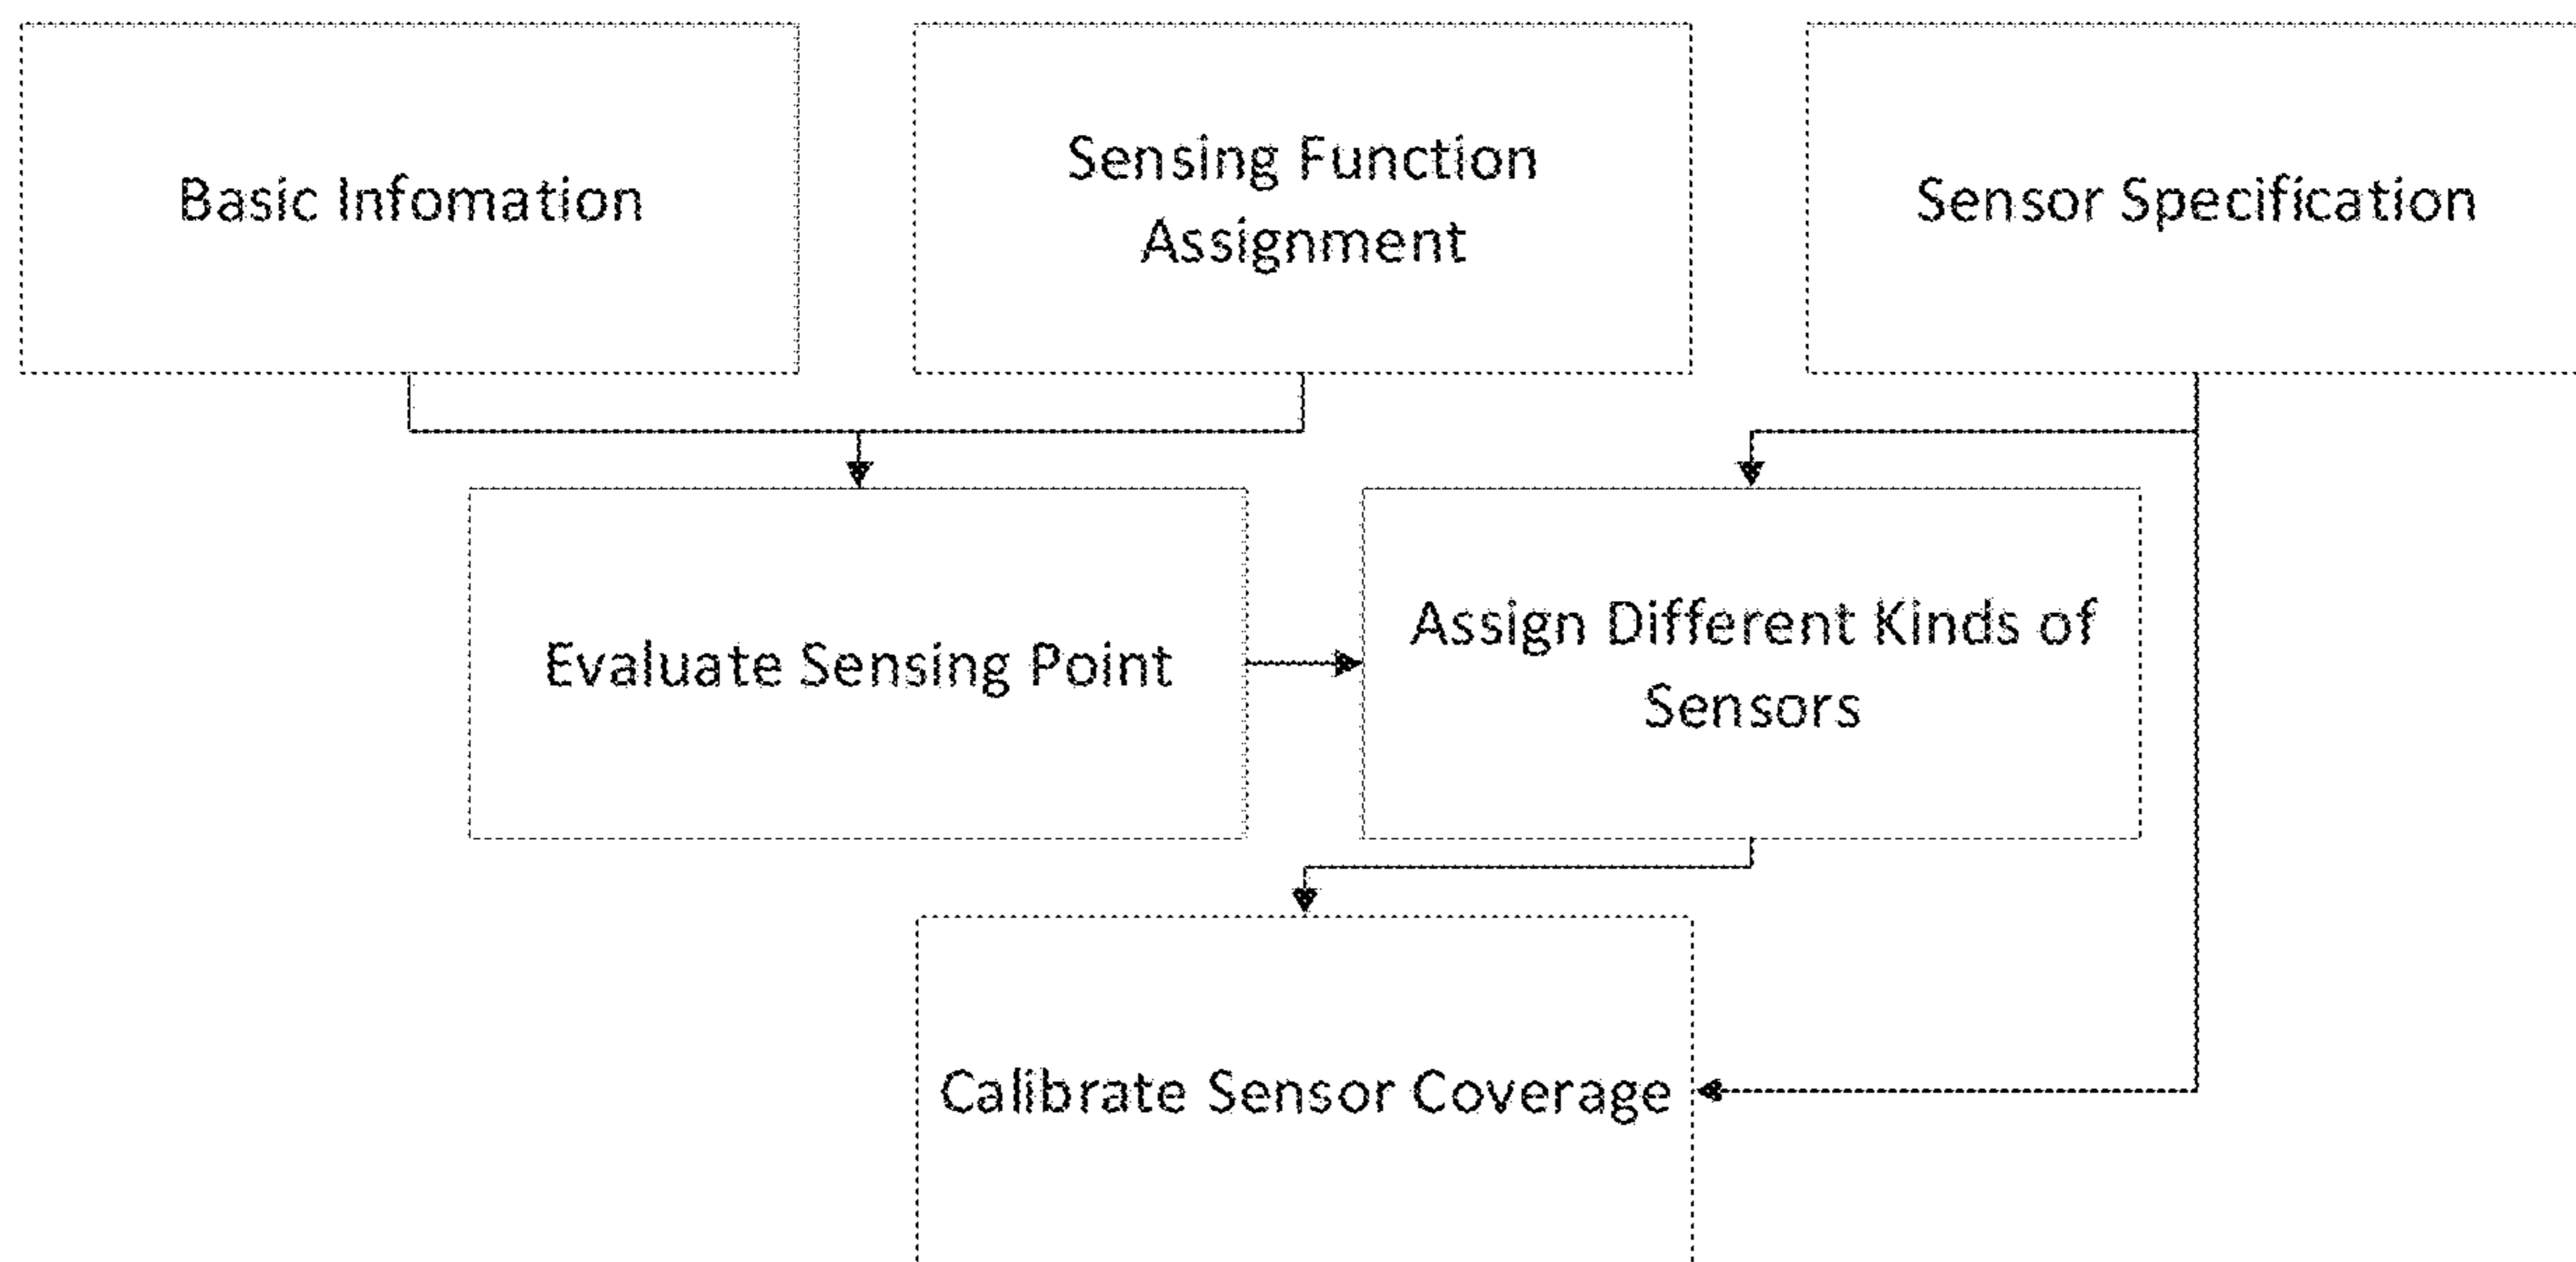 Basic Infomation
Sensing Function
Assignment
Sensor Specification
Evaluate Sensing Point
Assign Different Kinds of
Sensors
Calibrate Sensor Coverage